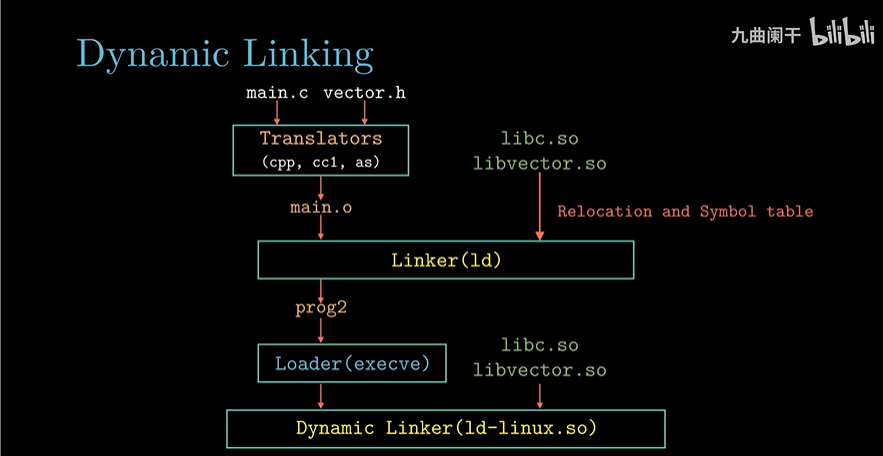 Dynamic Linking
九曲阑干 bilibili
main.c vector.h
Translators
(cpp, cc1, as)
libc.so
libvector.so
main.o
Relocation and Symbol table
Linker(ld)
prog2
Loader(execve)
libc.so
libvector.so
Dynamic Linker(ld-linux.so)